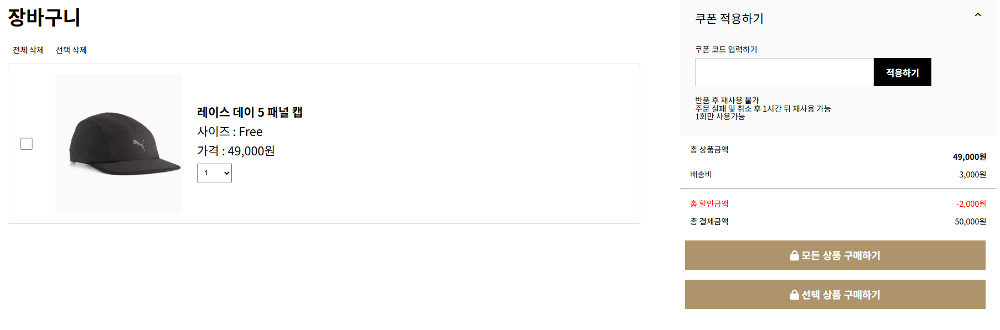 장바구니
전체 삭제 선택 삭제
레이스 데이 5 패널 캡
사이즈 : Free
가격 : 49,000원
1
쿠폰 적용하기
쿠폰 코드 입력하기
적용하기
반품 후 재사용 불가
주문 실패 및 취소 후 1시간 뒤 재사용 가능
1회만 사용가능
총 상품금액
49,000원
배송비 3,000원
총 할인금액 -2,000원
총 결제금액 50,000원
모든 상품 구매하기
선택 상품 구매하기